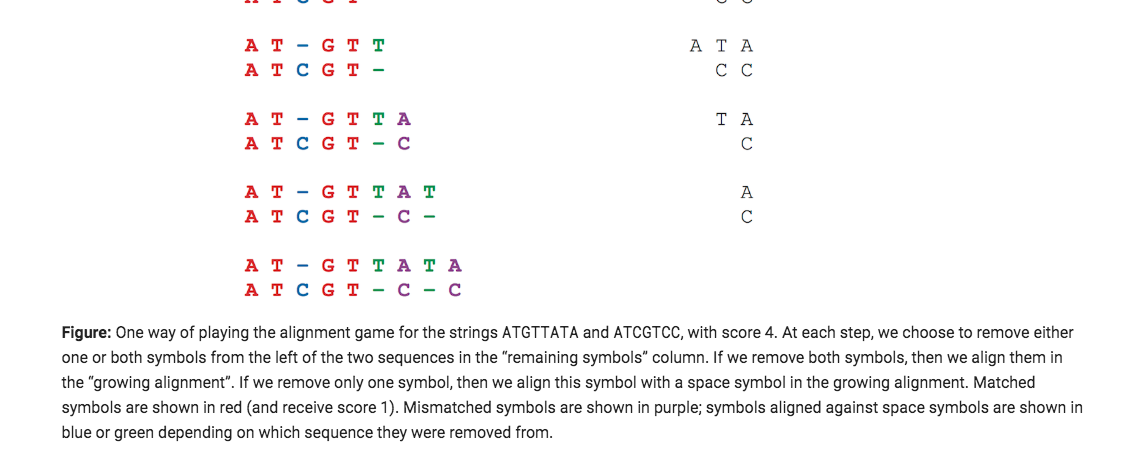 A T – G T T A T A
A T C G T – C C
A T – G T T A T A
A T C G T – C C
A T – G T T A T A
A T C G T – C – C
A T – G T T A T A
A T C G T – C – C
Figure: One way of playing the alignment game for the strings ATGTTATA and ATCGTCC, with score 4. At each step, we choose to remove either
one or both symbols from the left of the two sequences in the “remaining symbols” column. If we remove both symbols, then we align them in
the “growing alignment”. If we remove only one symbol, then we align this symbol with a space symbol in the growing alignment. Matched
symbols are shown in red (and receive score 1). Mismatched symbols are shown in purple; symbols aligned against space symbols are shown in
blue or green depending on which sequence they were removed from.